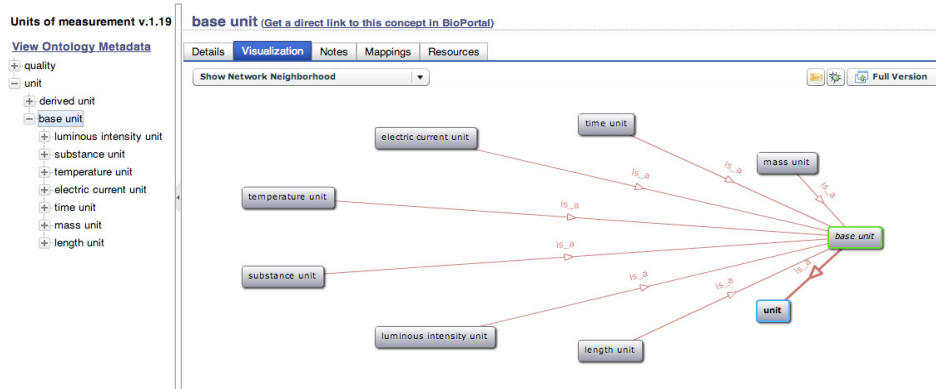 Units of measurement v.1.19
View Ontology Metadata
quality
unit
derived unit
base unit
luminous intensity unit
substance unit
temperature unit
electric current unit
time unit
mass unit
length unit
base unit (Get a direct link to this concept in BioPortal)
Details Visualization Notes Mappings Resources
Show Network Neighborhood
Full Version
time unit
electric current unit
mass unit
is_a
is_a
is_a
temperature unit
is_a
base unit
is_a
substance unit
is_a
is_a
is_a
unit
luminous intensity unit
length unit